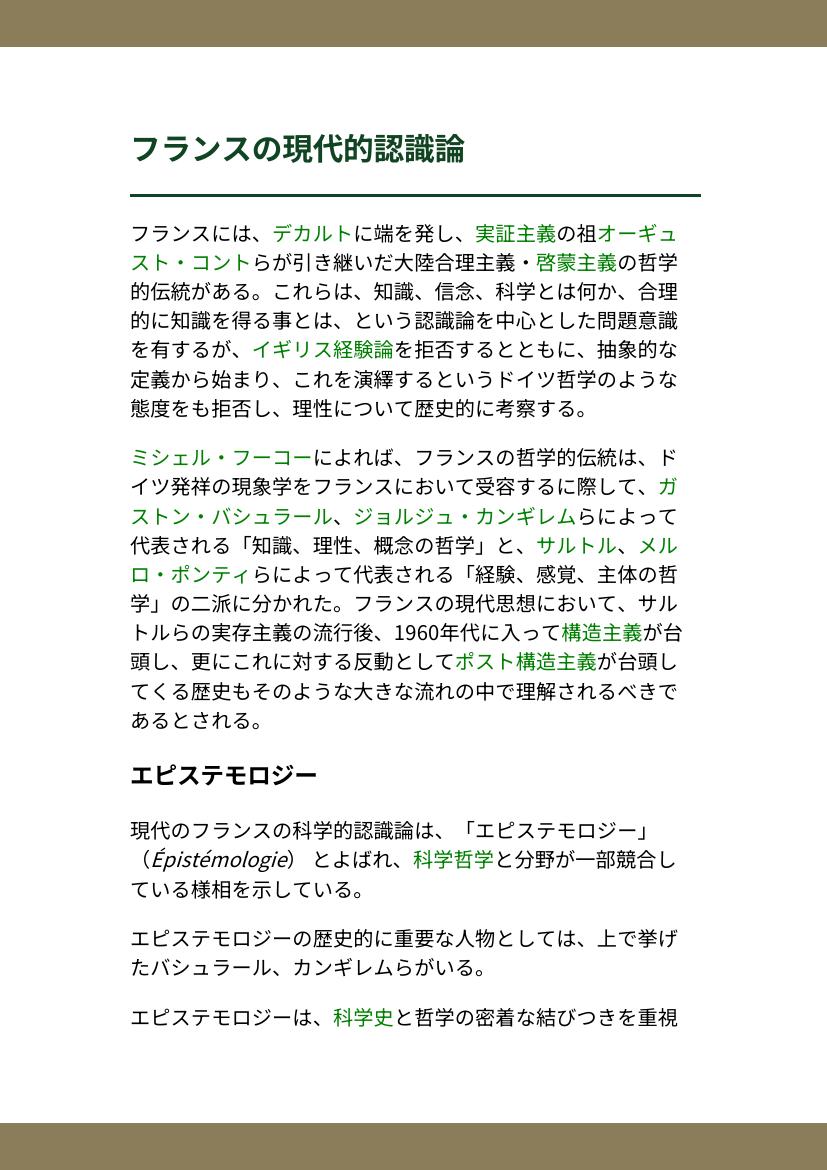 フランスの現代的認識論
フランスには、デカルトに端を発し、実証主義の祖オーギュ
スト・コントらが引き継いだ大陸合理主義・啓蒙主義の哲学
的伝統がある。これらは、知識、信念、科学とは何か、合理
的に知識を得る事とは、という認識論を中心とした問題意識
を有するが、イギリス経験論を拒否するとともに、抽象的な
定義から始まり、これを演繹するというドイツ哲学のような
態度をも拒否し、理性について歴史的に考察する。
ミシェル・フーコーによれば、フランスの哲学的伝統は、ド
イツ発祥の現象学をフランスにおいて受容するに際して、ガ
ストン・バシュラール、ジョルジュ・カンギレムらによって
代表される「知識、理性、概念の哲学」と、サルトル、メル
ロ・ポンティらによって代表される「経験、感覚、主体の哲
学」の二派に分かれた。フランスの現代思想において、サル
トルらの実存主義の流行後、1960年代に入って構造主義が台
頭し、更にこれに対する反動としてポスト構造主義が台頭し
てくる歴史もそのような大きな流れの中で理解されるべきで
あるとされる。
エピステモロジー
現代のフランスの科学的認識論は、「エピステモロジー」
（Épistémologie） とよばれ、科学哲学と分野が一部競合し
ている様相を示している。
エピステモロジーの歴史的に重要な人物としては、上で挙げ
たバシュラール、カンギレムらがいる。
エピステモロジーは、科学史と哲学の密着な結びつきを重視